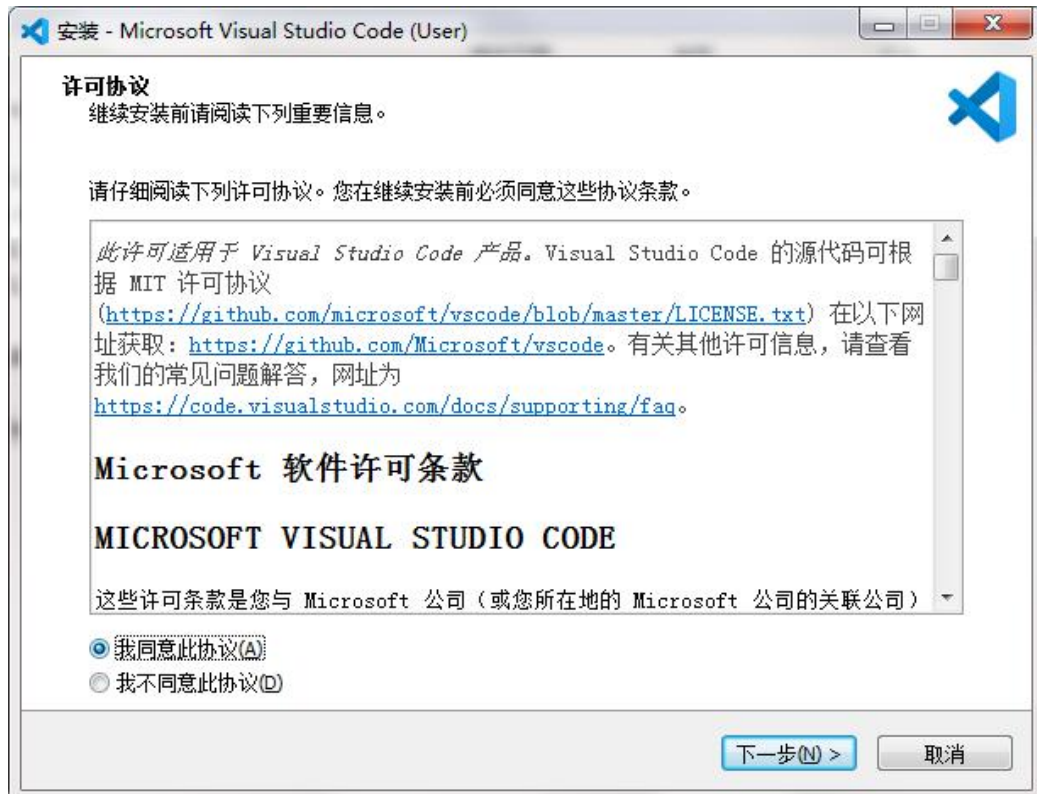 安装 - Microsoft Visual Studio Code (User)
许可协议
继续安装前请阅读下列重要信息。
请仔细阅读下列许可协议。您在继续安装前必须同意这些协议条款。
此许可适用于 Visual Studio Code 产品。Visual Studio Code 的源代码可根
据 MIT 许可协议
(https://github.com/microsoft/vscode/blob/master/LICENSE.txt) 在以下网
址获取：https://github.com/Microsoft/vscode。有关其他许可信息，请查看
我们的常见问题解答，网址为
https://code.visualstudio.com/docs/supporting/faq。
Microsoft 软件许可条款
MICROSOFT VISUAL STUDIO CODE
这些许可条款是您与 Microsoft 公司（或您所在地的 Microsoft 公司的关联公司）
我同意此协议(A)
我不同意此协议(D)
下一步(N) >
取消